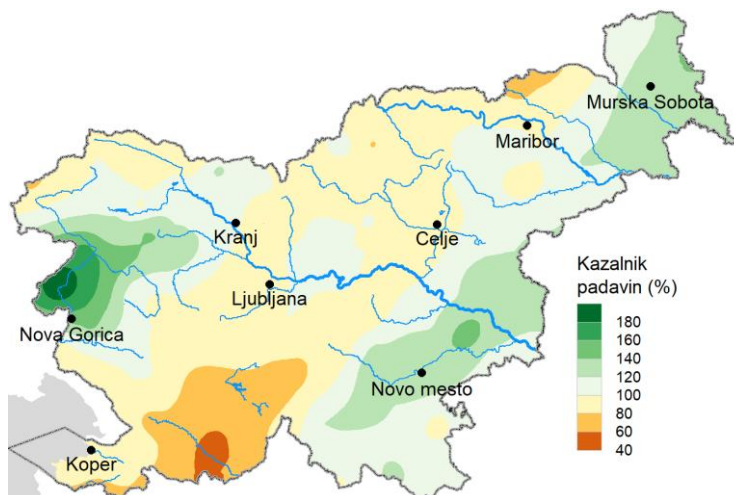 Murska Sobota
Maribor
Kranj
Celje
Ljubljana
Nova Gorica
Novo mesto
Koper
Kazalnik
padavin (%)
180
160
140
120
100
80
60
40